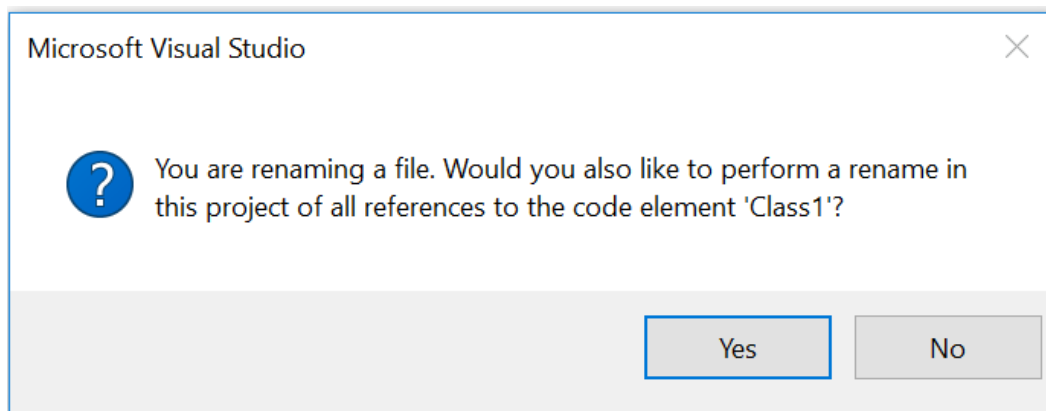 Microsoft Visual Studio
You are renaming a file. Would you also like to perform a rename in
this project of all references to the code element 'Class1'?
Yes
No